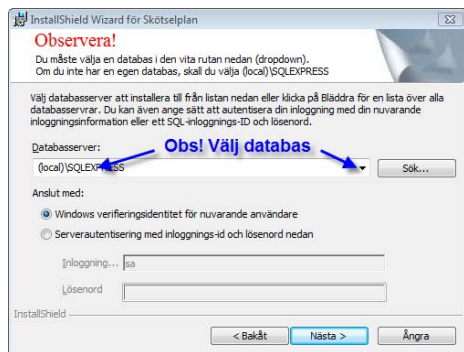 InstallShield Wizard för Skötselplan
Observera!
Du måste välja en databas i den vita rutan nedan (dropdown).
Om du inte har en egen databas, skall du välja (local)\SQLEXPRESS
Välj databasserver att installera till från listan nedan eller klicka på Bläddra för en lista över alla
databasservrar. Du kan även ange sätt att autentisera din inloggning med din nuvarande
inloggningsinformation eller ett SQL-inloggnings-ID och lösenord.
Databasserver:
Obs! Välj databas
(local)\SQLEXPRESS
Sök...
Anslut med:
Windows verifieringsidentitet för nuvarande användare
Serverautentisering med inloggnings-id och lösenord nedan
Inloggning... sa
Lösenord
InstallShield
< Bakåt Nästa > Ångra